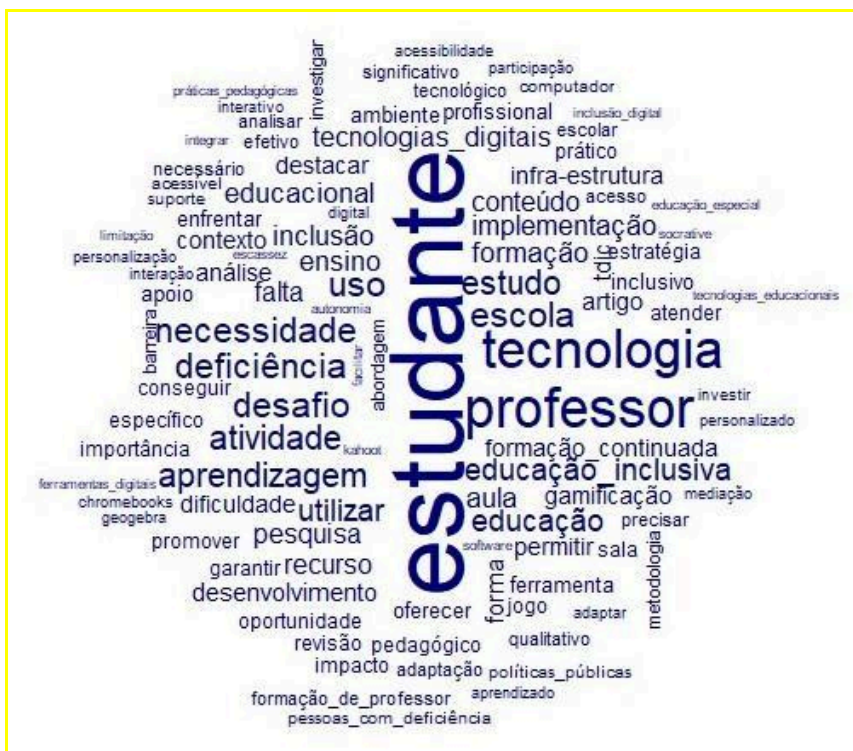 acessibilidade
significativo
participação
tecnológico
computador
práticas_pedagógicas
interativo
investigar
analisar
ambiente
profissional
inclusão_digital
integrar
efetivo
tecnologias_digitais
escolar
prático
necessário
destacar
infra-estrutura
acessível
suporte
educacional
conteúdo
acesso
educação_especial
enfrentar
digital
implementação
limitação
contexto
inclusão
socrative
personalização
escassez
ensino
formação
tdic
estratégia
interação
análise
uso
estudo
inclusivo
apoio
falta
autonomia
escola
artigo
tecnologias_educacionais
atender
barreira
necessidade
abordagem
estudante
tecnologia
deficiência
facilitar
conseguir
desafio
professor
investir
específico
personalizado
importância
atividade
kahoot
formação_continuada
ferramentas_digitais
aprendizagem
educação_inclusiva
chromebooks
dificuldade
utilizar
aula
gamificação
mediação
geogebra
educação
precisar
promover
pesquisa
software
permitir
sala
metodologia
garantir
recurso
forma
ferramenta
desenvolvimento
oferecer
jogo
adaptar
oportunidade
revisão
pedagógico
qualitativo
impacto
adaptação
políticas_públicas
formação_de_professor
aprendizado
pessoas_com_deficiência